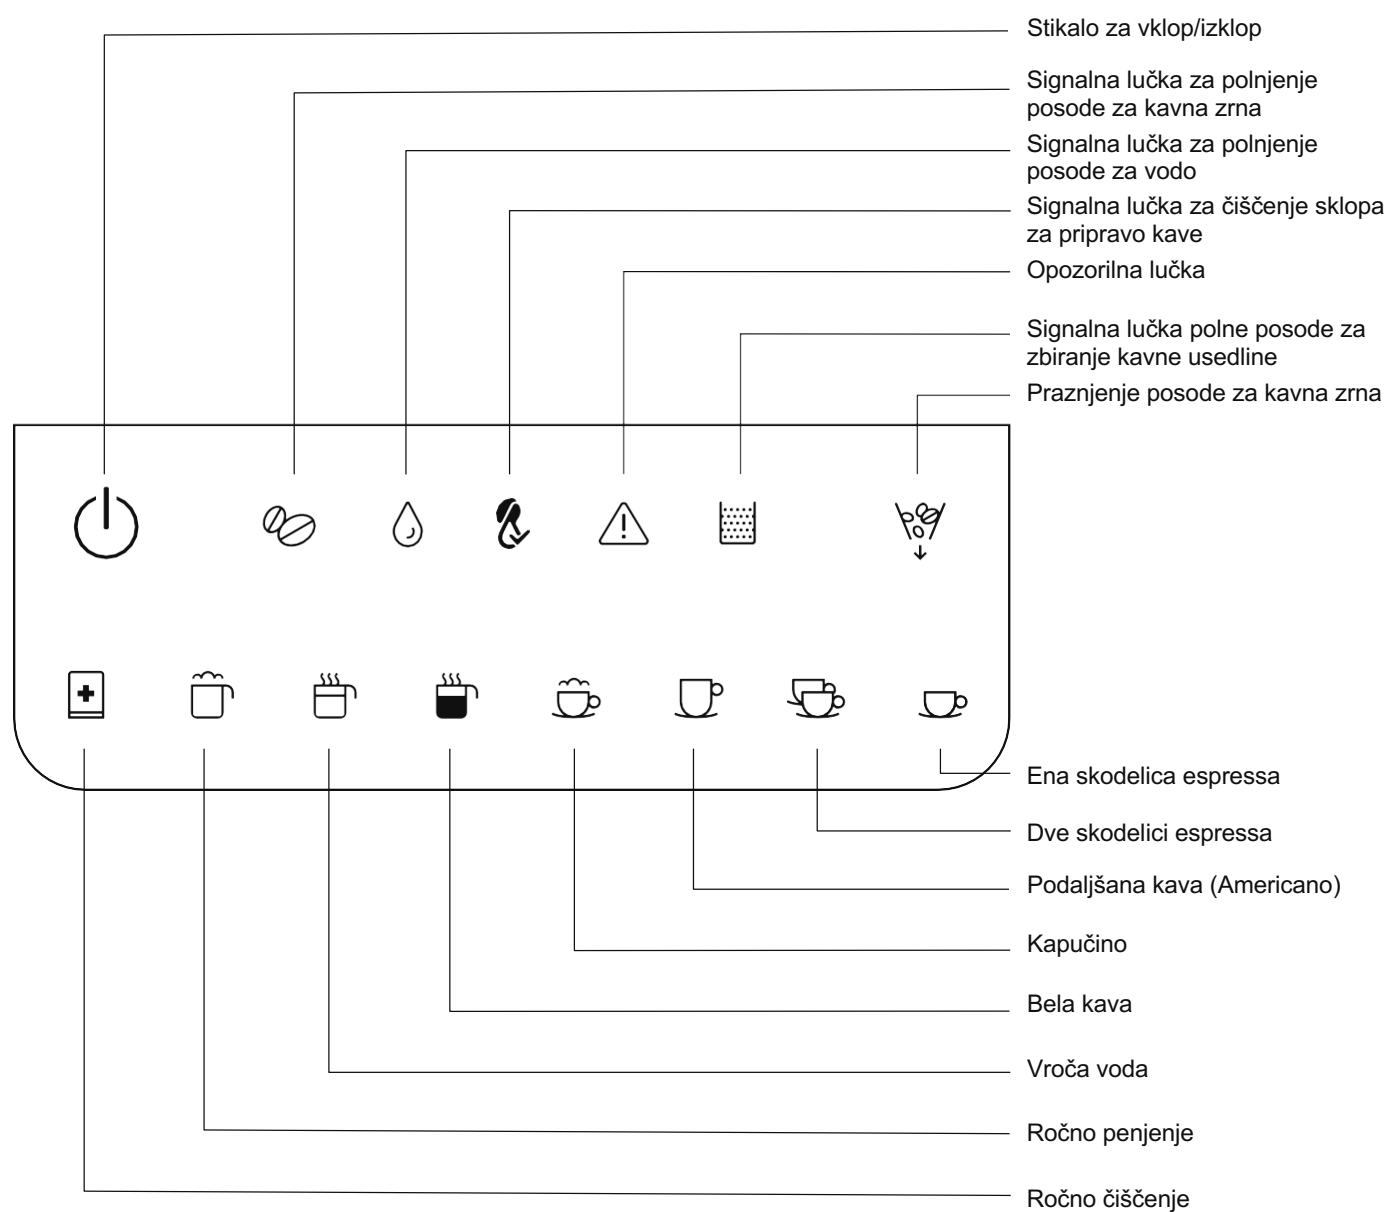 Stikalo za vklop/izklop
Signalna lučka za polnjenje
posode za kavna zrna
Signalna lučka za polnjenje
posode za vodo
Signalna lučka za čiščenje sklopa
za pripravo kave
Opozorilna lučka
Signalna lučka polne posode za
zbiranje kavne usedline
Praznjenje posode za kavna zrna
Ena skodelica espressa
Dve skodelici espressa
Podaljšana kava (Americano)
Kapučino
Bela kava
Vroča voda
Ročno penjenje
Ročno čiščenje